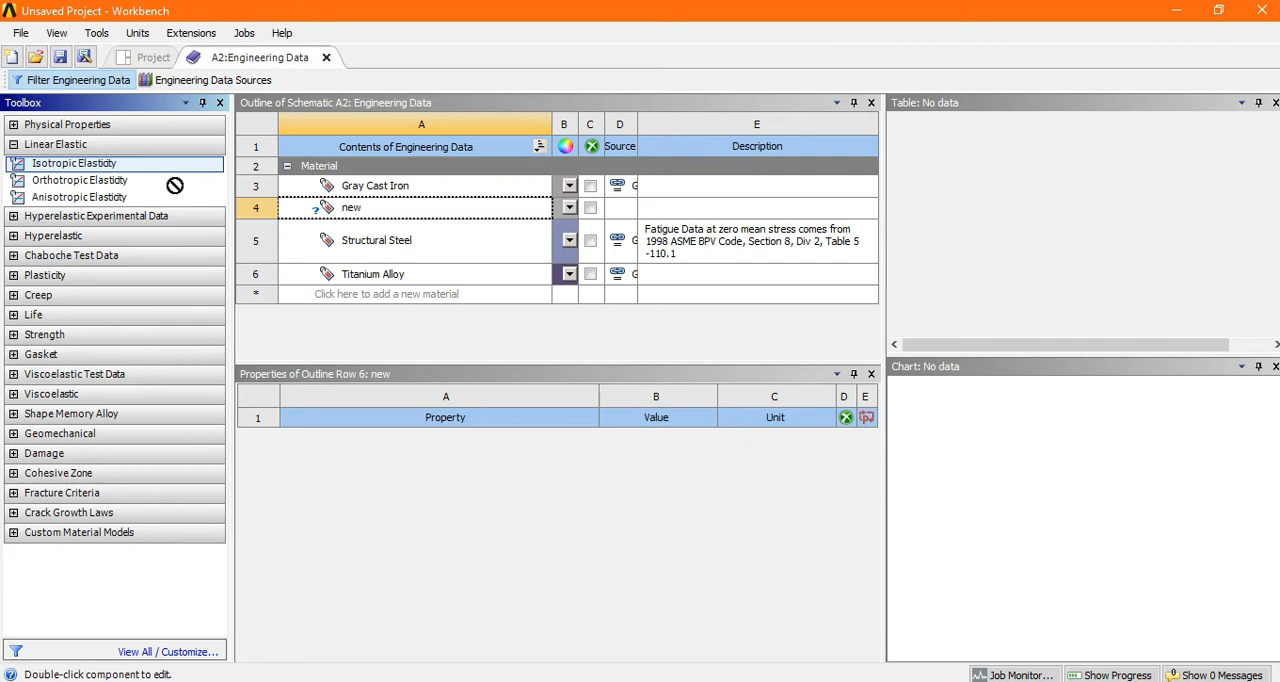 Unsaved Project - Workbench
File View Tools Units Extensions Jobs Help
Project A2:Engineering Data
Filter Engineering Data Engineering Data Sources
Toolbox
Physical Properties
Linear Elastic
Isotropic Elasticity
Orthotropic Elasticity
Anisotropic Elasticity
Hyperelastic Experimental Data
Hyperelastic
Chaboche Test Data
Plasticity
Creep
Life
Strength
Gasket
Viscoelastic Test Data
Viscoelastic
Shape Memory Alloy
Geomechanical
Damage
Cohesive Zone
Fracture Criteria
Crack Growth Laws
Custom Material Models
View All / Customize...
Outline of Schematic A2: Engineering Data
A B C D E
1 Contents of Engineering Data Source Description
2 Material
3 Gray Cast Iron G
4 ? new
5 Structural Steel G Fatigue Data at zero mean stress comes from
1998 ASME BPV Code, Section 8, Div 2, Table 5
-110.1
6 Titanium Alloy G
* Click here to add a new material
Properties of Outline Row 6: new
A B C D E
1 Property Value Unit
Table: No data
Chart: No data
Double-click component to edit.
Job Monitor... Show Progress Show 0 Messages